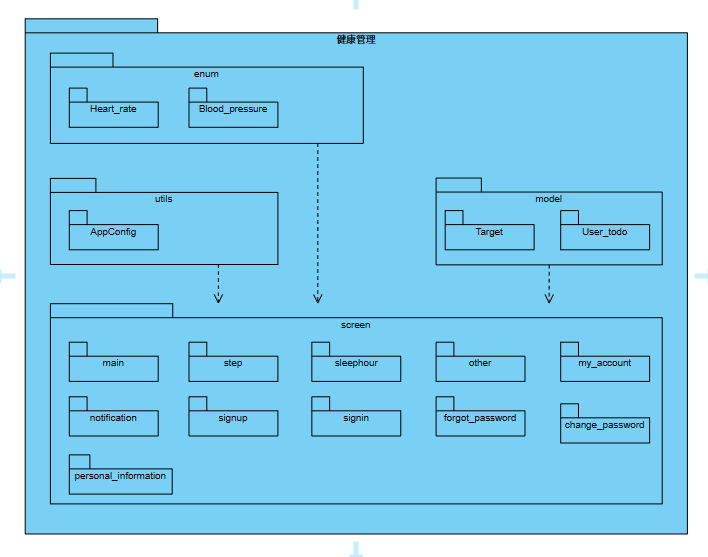 健康管理
enum
Heart_rate
Blood_pressure
utils
AppConfig
model
Target
User_todo
screen
main
step
sleephour
other
my_account
notification
signup
signin
forgot_password
change_password
personal_information